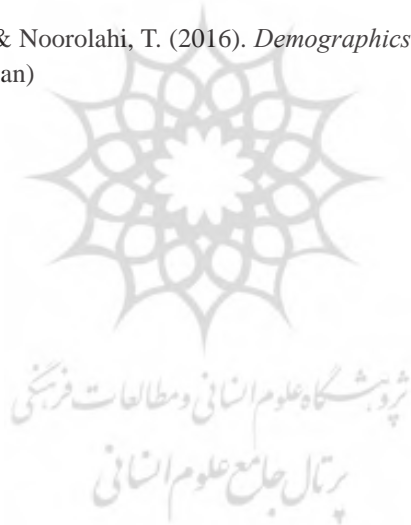 & Noorolahi, T. (2016). Demographics
an)
پژوهشگاه علوم انسانی و مطالعات فرهنگی
پرتال جامع علوم انسانی